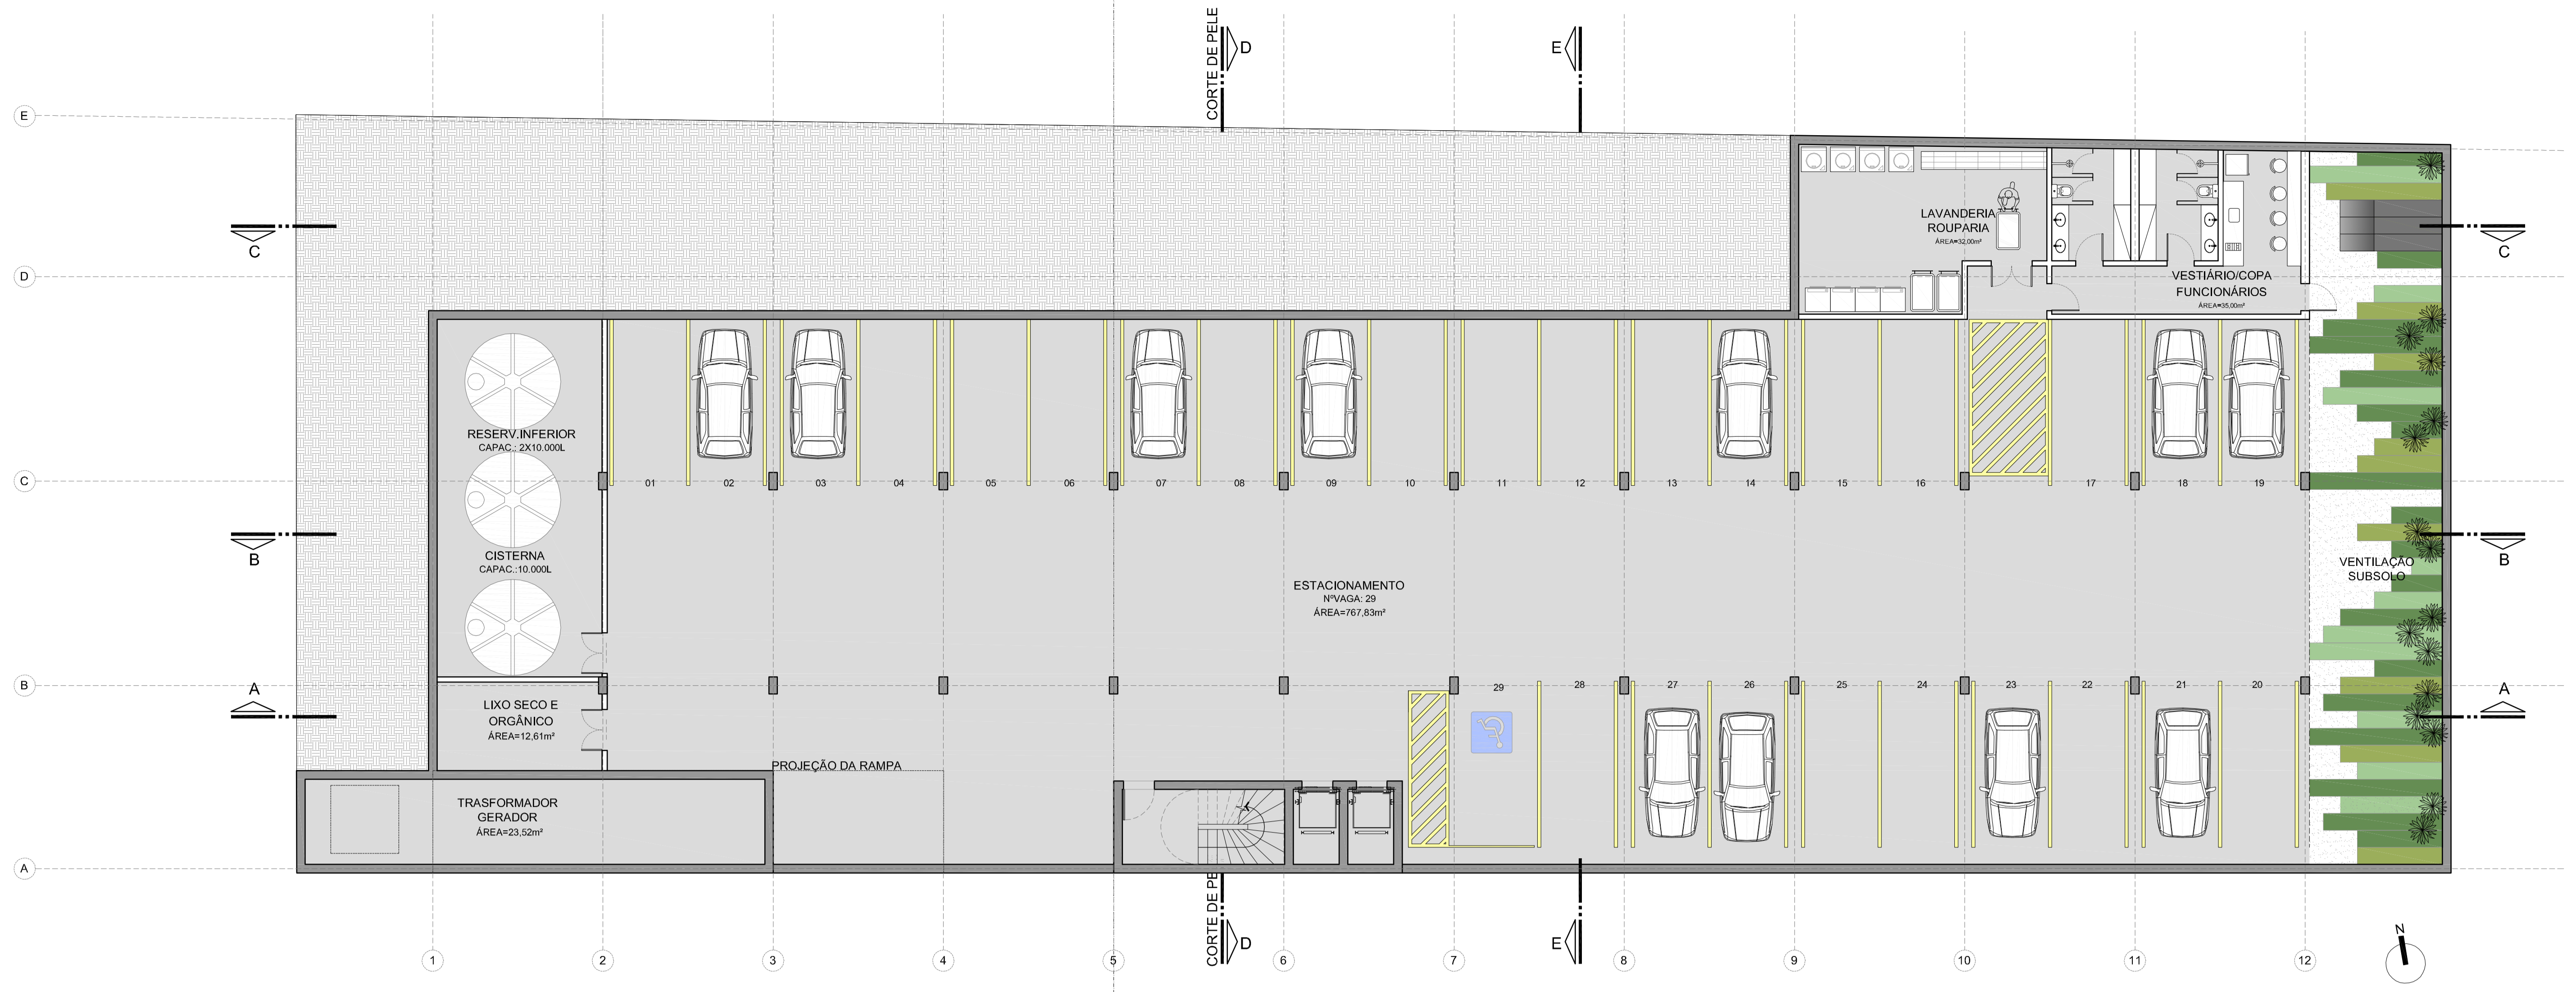 CORTE DE PELE
D
E
E
C
C
D
LAVANDERIA
ROUPARIA
ÁREA=32,00m²
VESTIÁRIO/COPA
FUNCIONÁRIOS
ÁREA=35,00m²
RESERV.INFERIOR
CAPAC.: 2X10.000L
C
01
02
03
04
05
06
07
08
09
10
11
12
13
14
15
16
17
18
19
B
B
CISTERNA
CAPAC.:10.000L
VENTILAÇÃO
SUBSOLO
ESTACIONAMENTO
NºVAGA: 29
ÁREA=767,83m²
B
29
28
27
26
25
24
23
22
21
20
A
A
LIXO SECO E
ORGÂNICO
ÁREA=12,61m²
PROJEÇÃO DA RAMPA
TRASFORMADOR
GERADOR
ÁREA=23,52m²
A
CORTE DE PE
D
E
N
1
2
3
4
5
6
7
8
9
10
11
12